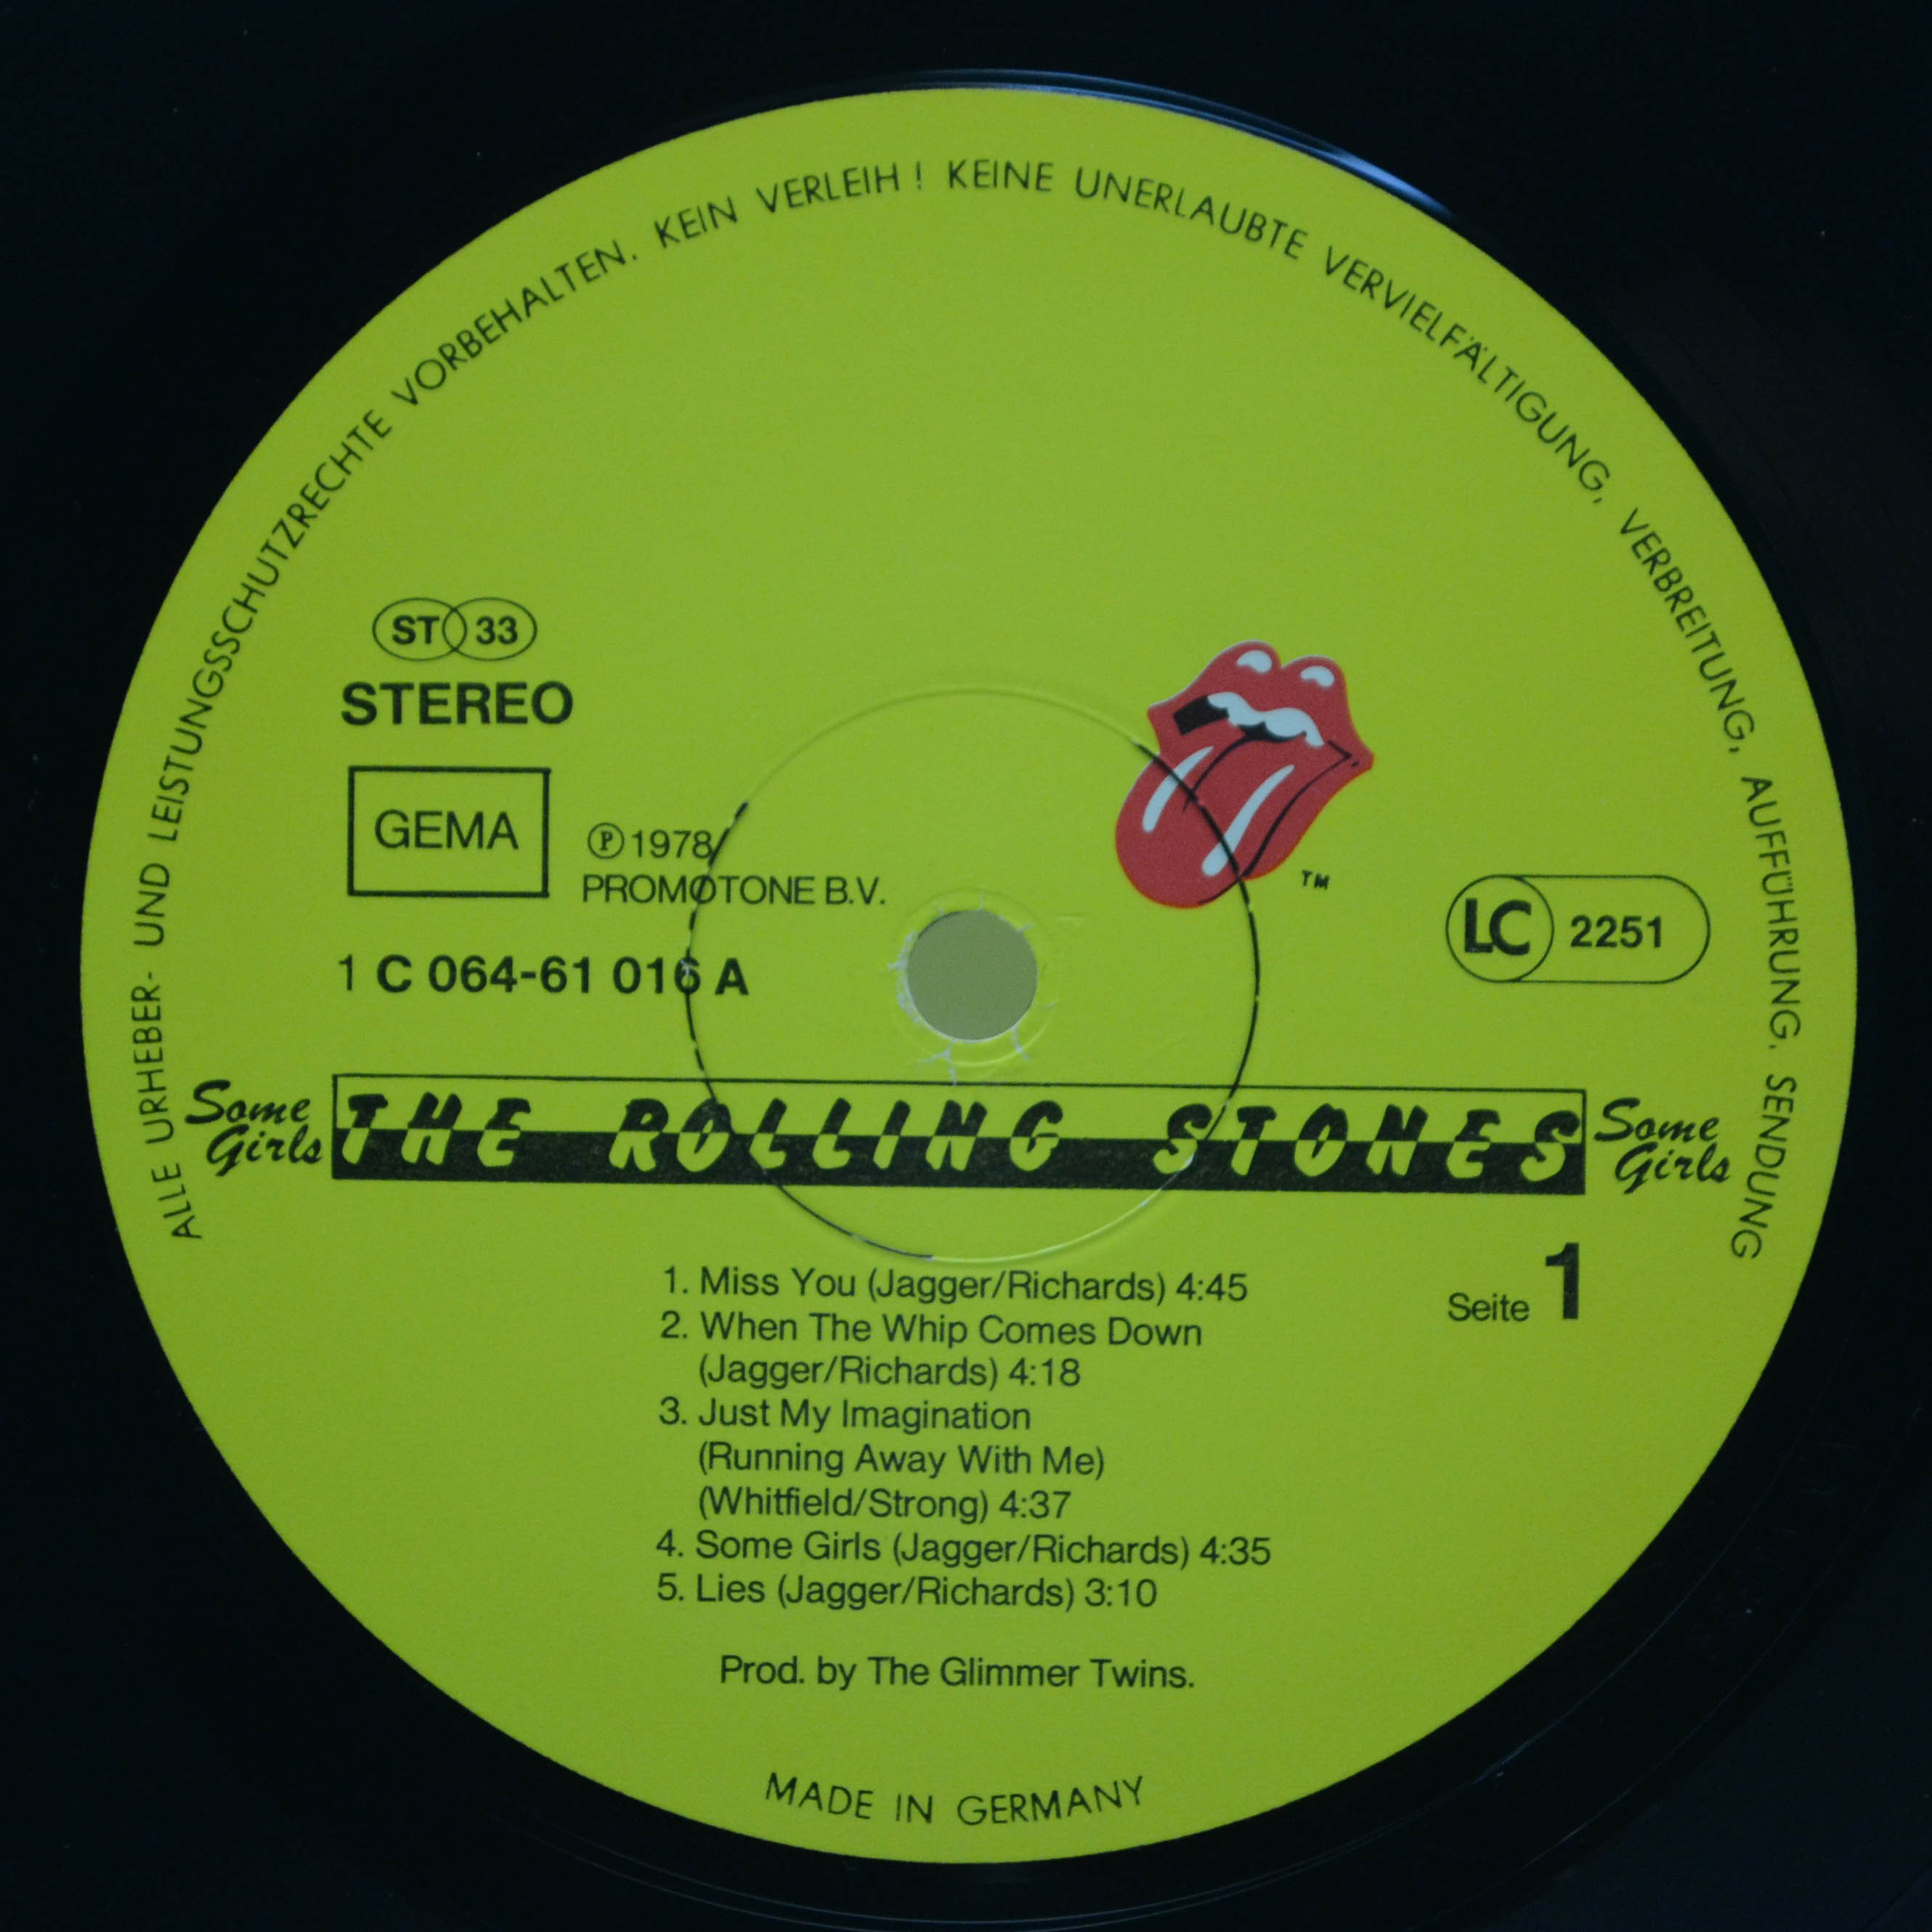 ALLE URHEBER- UND LEISTUNGSSCHUTZRECHTE VORBEHALTEN. KEIN VERLEIH! KEINE UNERLAUBTE VERVIELFÄLTIGUNG, VERBREITUNG, AUFFÜHRUNG, SENDUNG
ST 33
STEREO
GEMA
℗ 1978
PROMOTONE B.V.
1 C 064-61 016 A
TM
LC 2251
Some
Girls
THE ROLLING STONES
Some
Girls
Seite 1
1. Miss You (Jagger/Richards) 4:45
2. When The Whip Comes Down
(Jagger/Richards) 4:18
3. Just My Imagination
(Running Away With Me)
(Whitfield/Strong) 4:37
4. Some Girls (Jagger/Richards) 4:35
5. Lies (Jagger/Richards) 3:10
Prod. by The Glimmer Twins.
MADE IN GERMANY